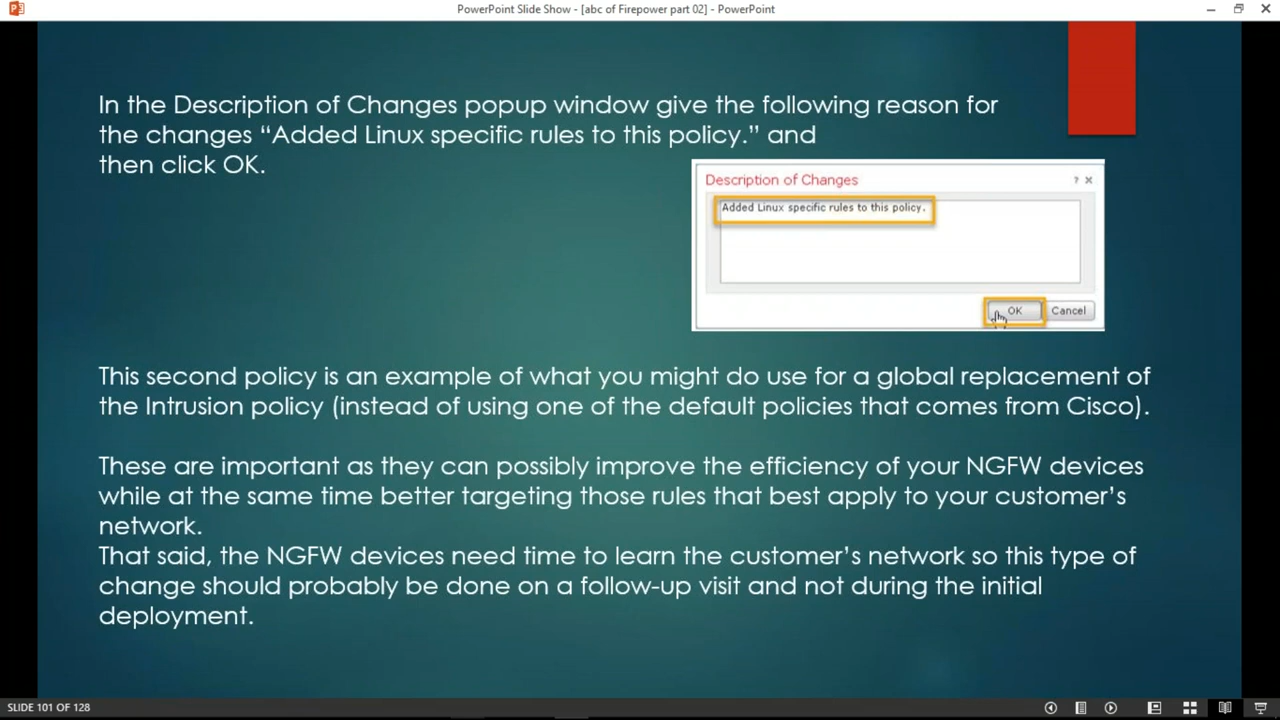 PowerPoint Slide Show - [abc of Firepower part 02] - PowerPoint
In the Description of Changes popup window give the following reason for
the changes “Added Linux specific rules to this policy.” and
then click OK.
Description of Changes
Added Linux specific rules to this policy.
OK Cancel
This second policy is an example of what you might do use for a global replacement of
the Intrusion policy (instead of using one of the default policies that comes from Cisco).
These are important as they can possibly improve the efficiency of your NGFW devices
while at the same time better targeting those rules that best apply to your customer’s
network.
That said, the NGFW devices need time to learn the customer’s network so this type of
change should probably be done on a follow-up visit and not during the initial
deployment.
SLIDE 101 OF 128